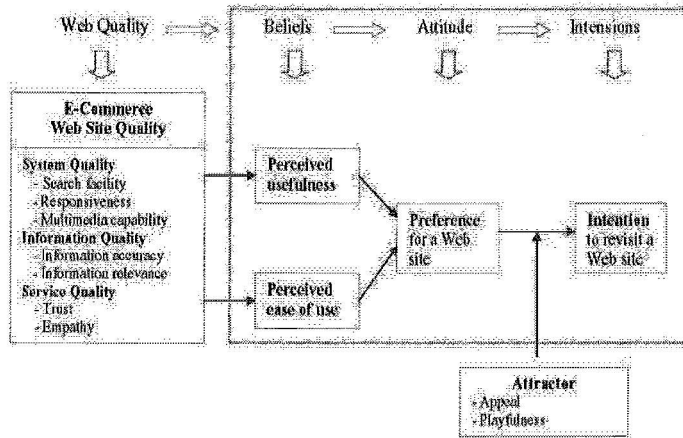 Web Quality
Beliefs
Attitude
Intensions
E-Commerce
Web Site Quality
System Quality
- Search facility
- Responsiveness
- Multimedia capability
Information Quality
- Information accuracy
- Information relevance
Service Quality
- Trust
- Empathy
Perceived
usefulness
Perceived
ease of use
Preference
for a Web
site
Intention
to revisit a
Web site
Attractor
- Appeal
- Playfulness